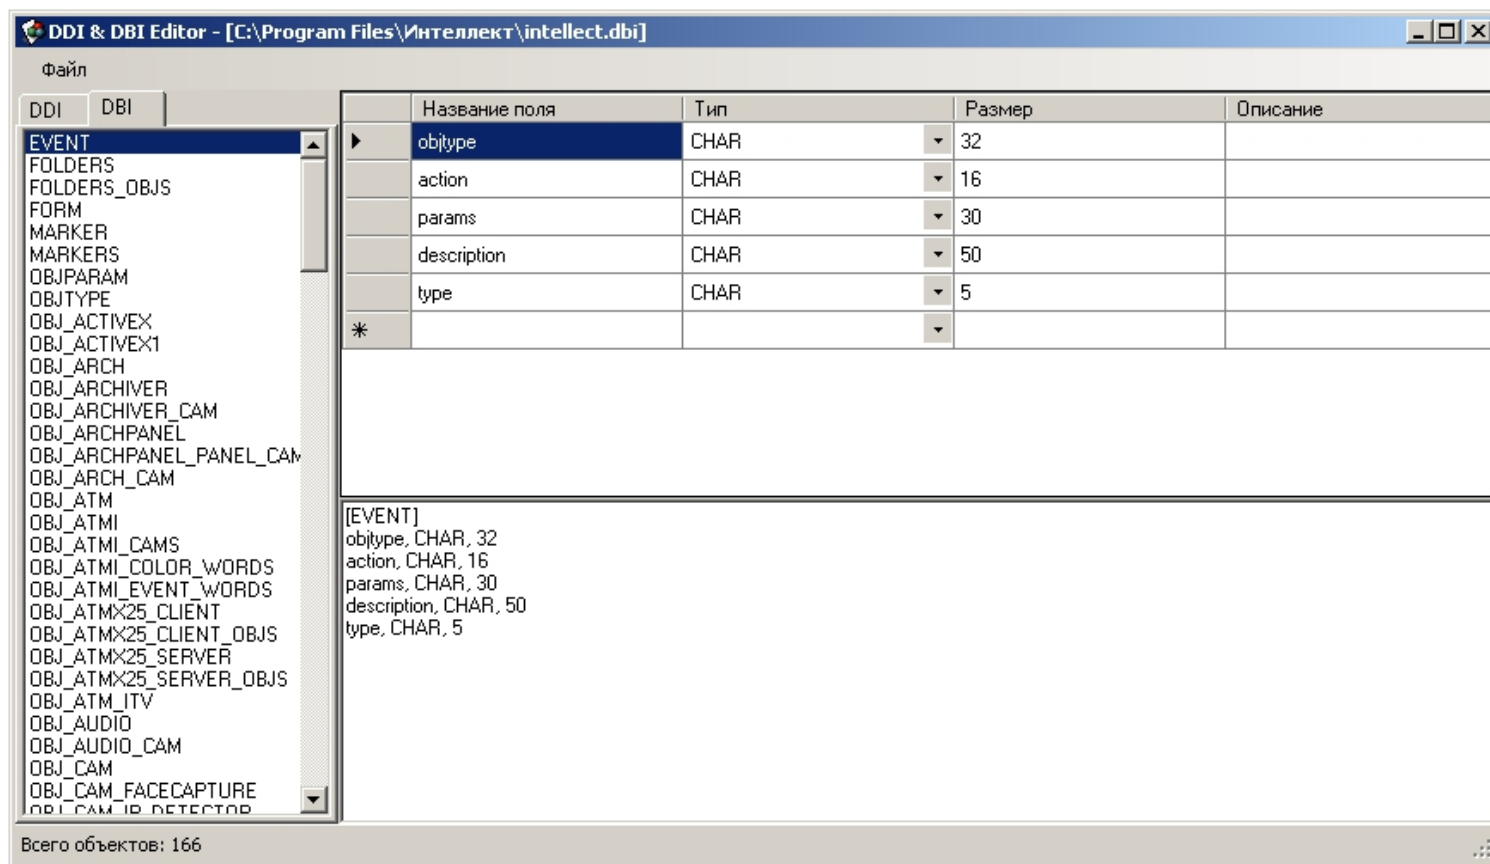 DDI & DBI Editor - [C:\Program Files\Интеллект\intellect.dbi]
Файл
DDI DBI
EVENT
FOLDERS
FOLDERS_OBJS
FORM
MARKER
MARKERS
OBJPARAM
OBJTYPE
OBJ_ACTIVEX
OBJ_ACTIVEX1
OBJ_ARCH
OBJ_ARCHIVER
OBJ_ARCHIVER_CAM
OBJ_ARCHPANEL
OBJ_ARCHPANEL_PANEL_CAM
OBJ_ARCH_CAM
OBJ_ATM
OBJ_ATMI
OBJ_ATMI_CAMS
OBJ_ATMI_COLOR_WORDS
OBJ_ATMI_EVENT_WORDS
OBJ_ATMX25_CLIENT
OBJ_ATMX25_CLIENT_OBJS
OBJ_ATMX25_SERVER
OBJ_ATMX25_SERVER_OBJS
OBJ_ATM_ITV
OBJ_AUDIO
OBJ_AUDIO_CAM
OBJ_CAM
OBJ_CAM_FACECAPTURE
OBJ_CAM_IR_DETECTOR
Название поля Тип Размер Описание
objtype CHAR 32
action CHAR 16
params CHAR 30
description CHAR 50
type CHAR 5
[EVENT]
objtype, CHAR, 32
action, CHAR, 16
params, CHAR, 30
description, CHAR, 50
type, CHAR, 5
Всего объектов: 166